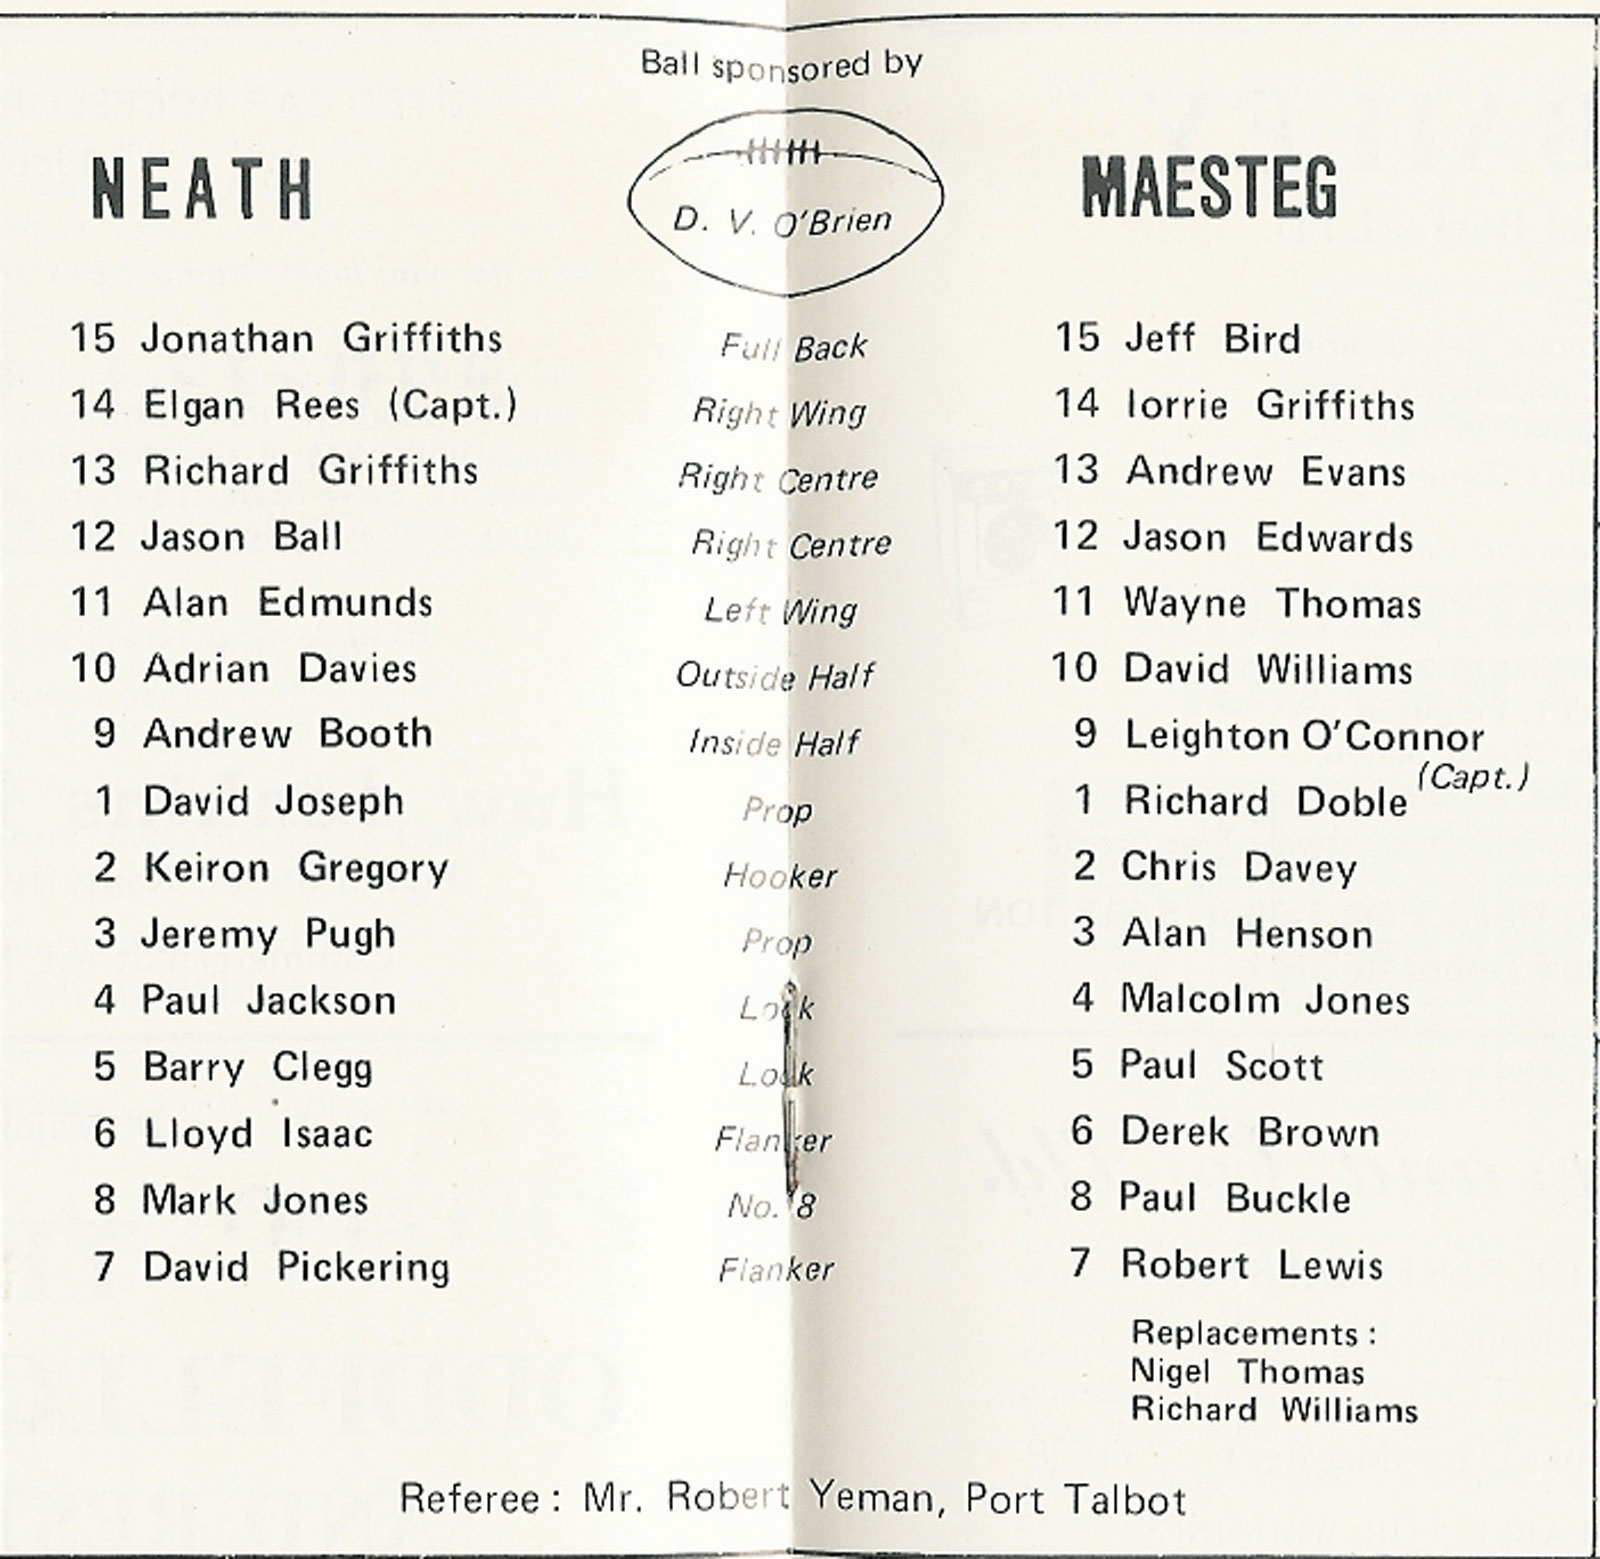 Ball sponsored by
D. V. O'Brien
NEATH MAESTEG
15 Jonathan Griffiths Full Back 15 Jeff Bird
14 Elgan Rees (Capt.) Right Wing 14 Iorrie Griffiths
13 Richard Griffiths Right Centre 13 Andrew Evans
12 Jason Ball Right Centre 12 Jason Edwards
11 Alan Edmunds Left Wing 11 Wayne Thomas
10 Adrian Davies Outside Half 10 David Williams
9 Andrew Booth Inside Half 9 Leighton O'Connor
(Capt.)
1 David Joseph Prop 1 Richard Doble
2 Keiron Gregory Hooker 2 Chris Davey
3 Jeremy Pugh Prop 3 Alan Henson
4 Paul Jackson Lock 4 Malcolm Jones
5 Barry Clegg Lock 5 Paul Scott
6 Lloyd Isaac Flanker 6 Derek Brown
8 Mark Jones No. 8 8 Paul Buckle
7 David Pickering Flanker 7 Robert Lewis
Replacements :
Nigel Thomas
Richard Williams
Referee : Mr. Robert Yeman, Port Talbot